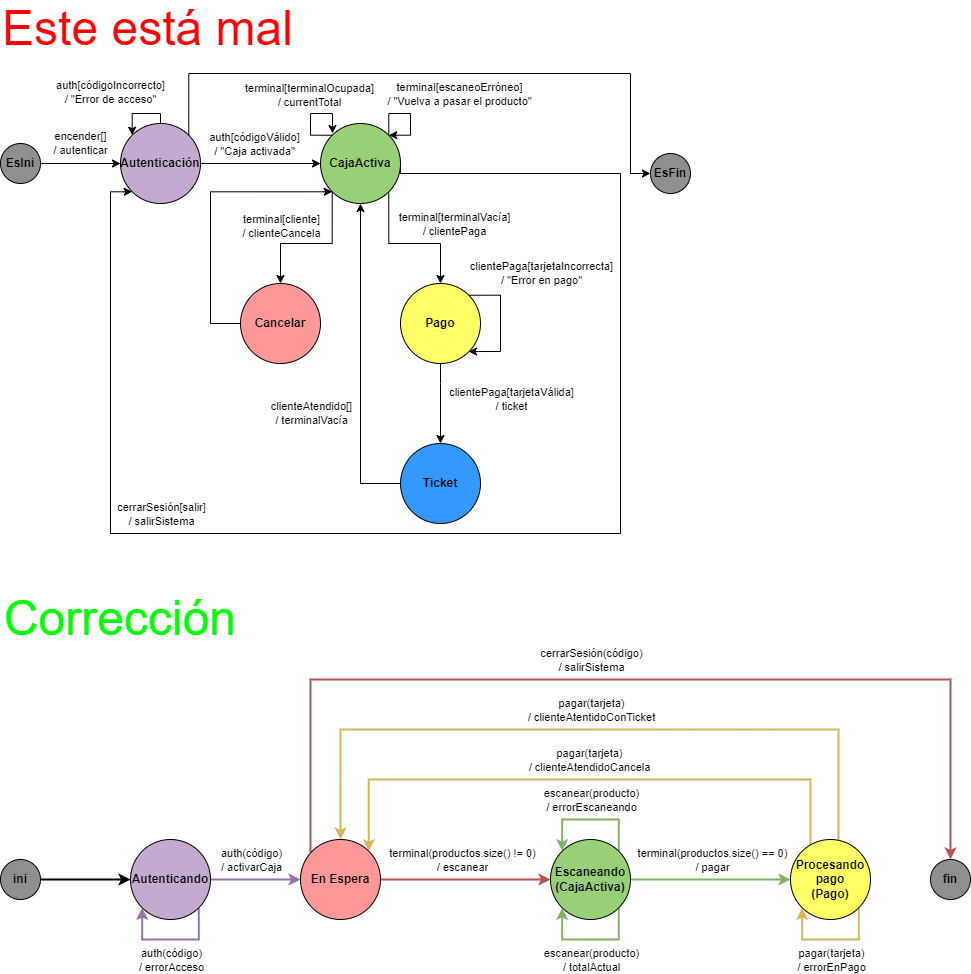 Este está mal
auth[códigoIncorrecto]
/ "Error de acceso"
terminal[terminalOcupada]
/ currentTotal
terminal[escaneoErróneo]
/ "Vuelva a pasar el producto"
encender[]
/ autenticar
auth[códigoVálido]
/ "Caja activada"
EsIni
Autenticación
CajaActiva
EsFin
terminal[cliente]
/ clienteCancela
terminal[terminalVacía]
/ clientePaga
clientePaga[tarjetaIncorrecta]
/ "Error en pago"
Cancelar
Pago
clientePaga[tarjetaVálida]
/ ticket
clienteAtendido[]
/ terminalVacía
Ticket
cerrarSesión[salir]
/ salirSistema
Corrección
cerrarSesión(código)
/ salirSistema
pagar(tarjeta)
/ clienteAtentidoConTicket
pagar(tarjeta)
/ clienteAtendidoCancela
escanear(producto)
/ errorEscaneando
auth(código)
/ activarCaja
terminal(productos.size() != 0)
/ escanear
terminal(productos.size() == 0)
/ pagar
ini
Autenticando
En Espera
Escaneando
(CajaActiva)
Procesando
pago
(Pago)
fin
auth(código)
/ errorAcceso
escanear(producto)
/ totalActual
pagar(tarjeta)
/ errorEnPago